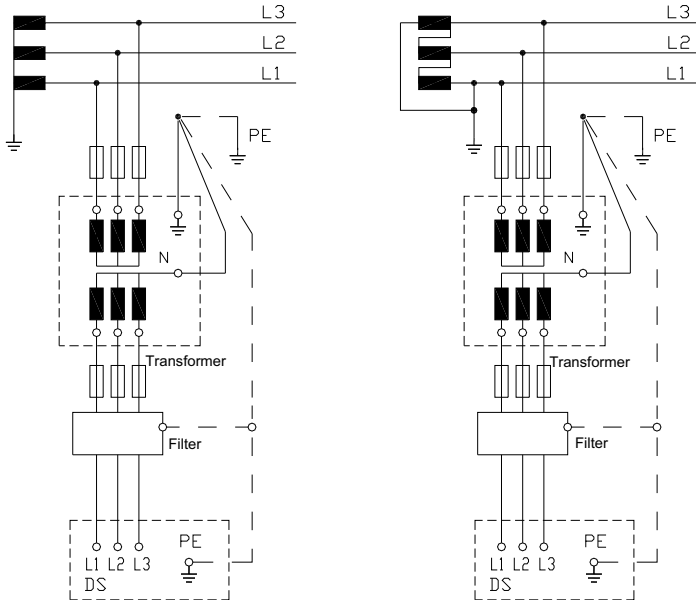 L3
L2
L1
PE
N
Transformer
Filter
PE
L1 L2 L3
DS
L3
L2
L1
PE
N
Transformer
Filter
PE
L1 L2 L3
DS